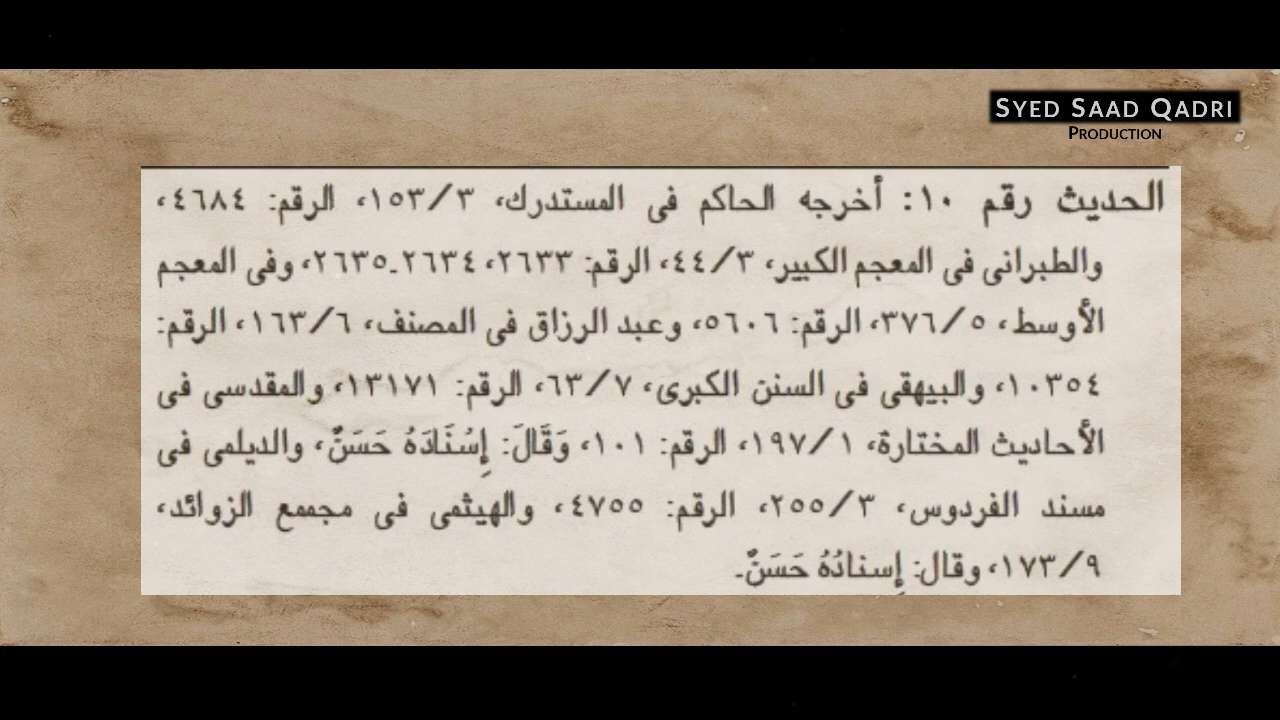 SYED SAAD QADRI
PRODUCTION
الحديث رقم ١٠: أخرجه الحاكم فى المستدرك، ٣/١٥٣، الرقم: ٤٦٨٤،
والطبرانى فى المعجم الكبير، ٣/٤٤، الرقم: ٢٦٣٣، ٢٦٣٤ـ٢٦٣٥، وفى المعجم
الأوسط، ٥/٣٧٦، الرقم: ٥٦٠٦، وعبد الرزاق فى المصنف، ٦/١٦٣، الرقم:
١٠٣٥٤، والبيهقى فى السنن الكبرى، ٧/٦٣، الرقم: ١٣١٧١، والمقدسى فى
الأحاديث المختارة، ١/١٩٧، الرقم: ١٠١، وَقَالَ: إِسْنَادَهُ حَسَنٌ، والديلمى فى
مسند الفردوس، ٣/٢٥٥، الرقم: ٤٧٥٥، والهيثمى فى مجمع الزوائد،
٩/١٧٣، وقال: إِسنادُهُ حَسَنٌ۔